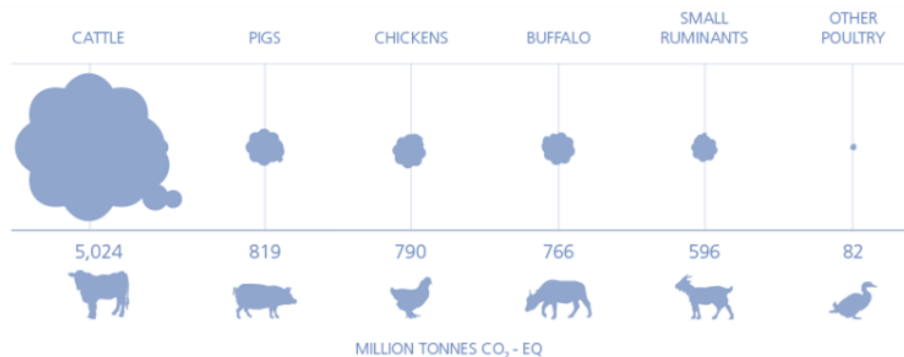 CATTLE
PIGS
CHICKENS
BUFFALO
SMALL
RUMINANTS
OTHER
POULTRY
5,024
819
790
766
596
82
MILLION TONNES CO₂ - EQ